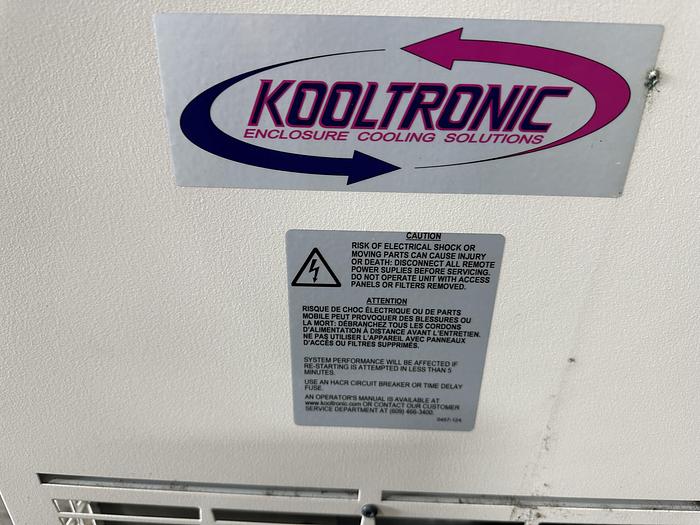 KOOLTRONIC
ENCLOSURE COOLING SOLUTIONS
CAUTION
RISK OF ELECTRICAL SHOCK OR
MOVING PARTS CAN CAUSE INJURY
OR DEATH: DISCONNECT ALL REMOTE
POWER SUPLIES BEFORE SERVICING.
DO NOT OPERATE UNIT WITH ACCESS
PANELS OR FILTERS REMOVED.
ATTENTION
RISQUE DE CHOC ÉLECTRIQUE OU DE PARTS
MOBILE PEUT PROVOQUER DES BLESSURES OU
LA MORT: DÉBRANCHEZ TOUS LES CORDONS
D'ALIMENTATION À DISTANCE AVANT L'ENTRETIEN.
NE PAS UTILISER L'APPAREIL AVEC PANNEAUX
D'ACCÈS OU FILTRES SUPPRIMÉS.
SYSTEM PERFORMANCE WILL BE AFFECTED IF
RE-STARTING IS ATTEMPTED IN LESS THAN 5
MINUTES.
USE AN HACR CIRCUIT BREAKER OR TIME DELAY
FUSE.
AN OPERATOR'S MANUAL IS AVAILABLE AT
www.kooltronic.com OR CONTACT OUR CUSTOMER
SERVICE DEPARTMENT AT (609) 466-3400.
0457-124